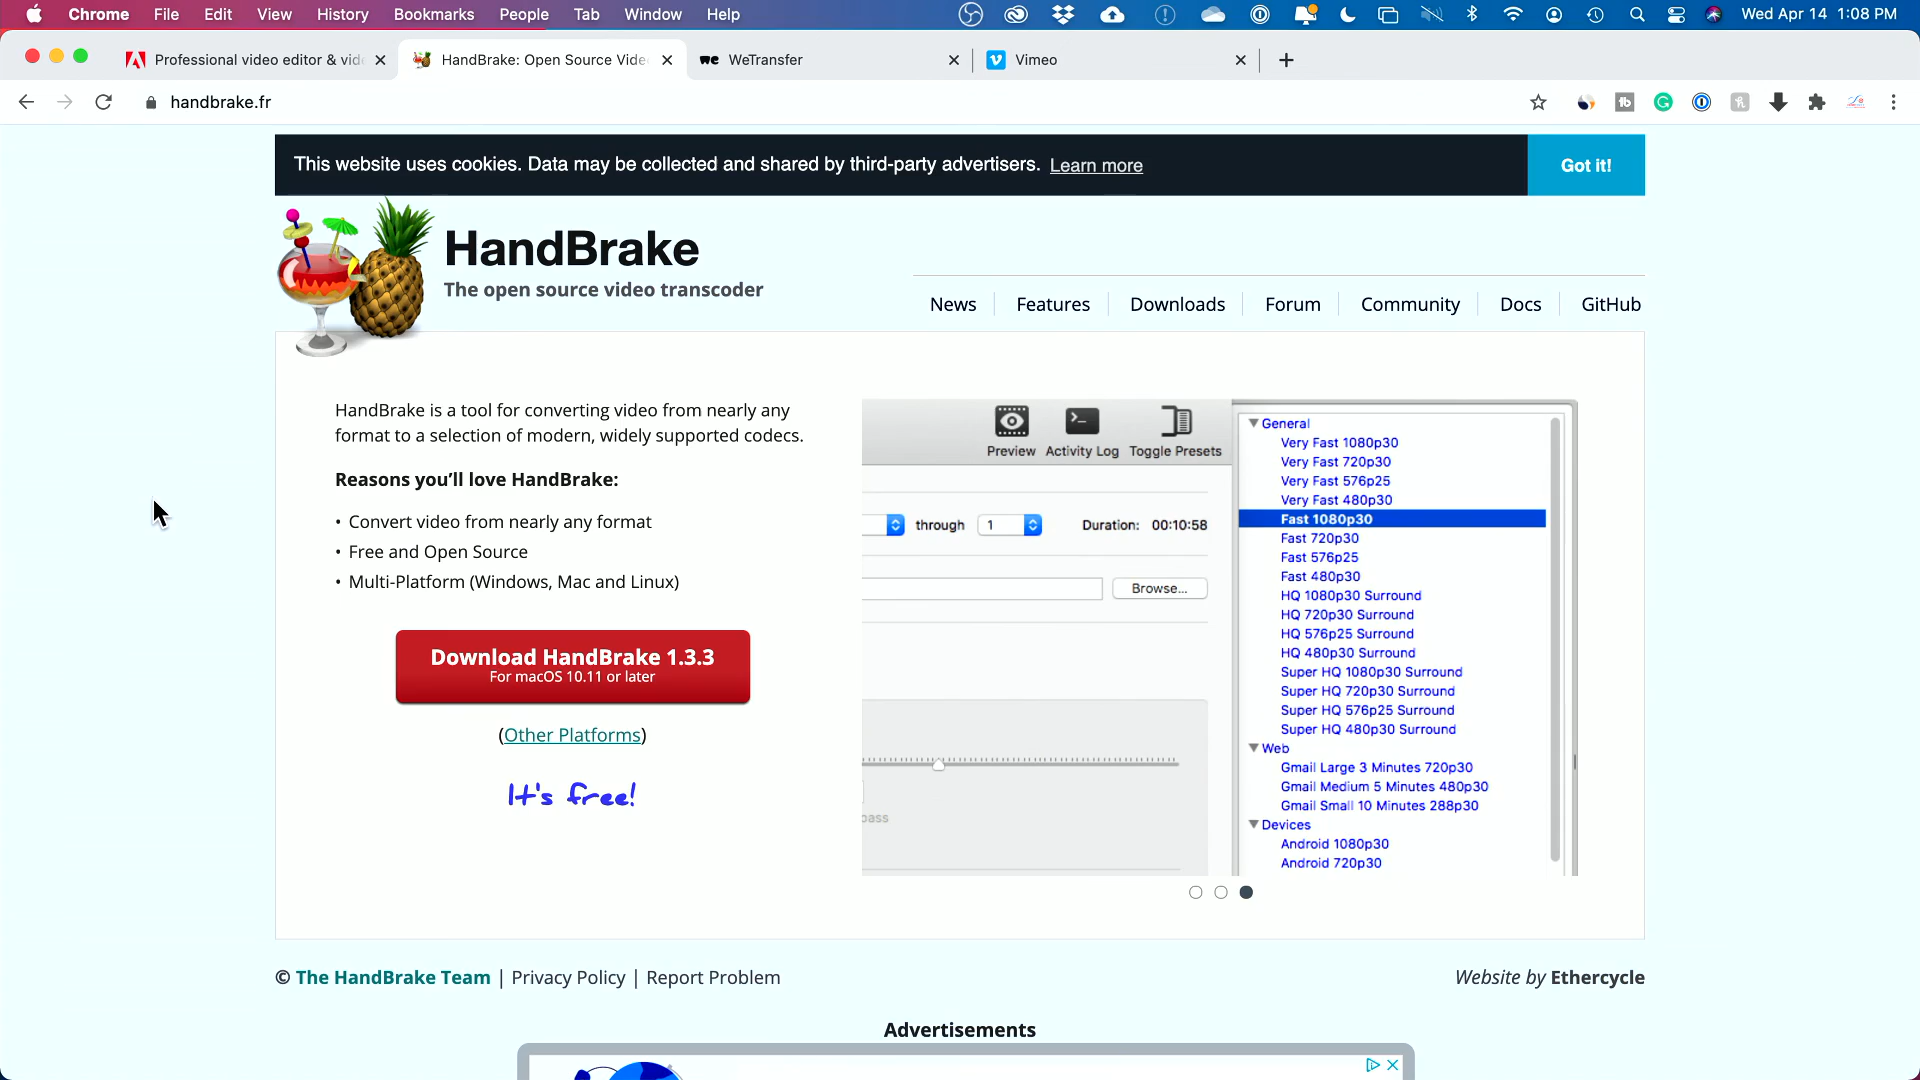 Chrome File Edit View History Bookmarks People Tab Window Help Wed Apr 14 1:08 PM
Professional video editor & vid HandBrake: Open Source Vide WeTransfer Vimeo
handbrake.fr
This website uses cookies. Data may be collected and shared by third-party advertisers. Learn more Got it!
HandBrake
The open source video transcoder
News Features Downloads Forum Community Docs GitHub
HandBrake is a tool for converting video from nearly any
format to a selection of modern, widely supported codecs.
Reasons you'll love HandBrake:
• Convert video from nearly any format
• Free and Open Source
• Multi-Platform (Windows, Mac and Linux)
Download HandBrake 1.3.3
For macOS 10.11 or later
(Other Platforms)
It's free!
Preview Activity Log Toggle Presets
through 1 Duration: 00:10:58
Browse...
pass
General
Very Fast 1080p30
Very Fast 720p30
Very Fast 576p25
Very Fast 480p30
Fast 1080p30
Fast 720p30
Fast 576p25
Fast 480p30
HQ 1080p30 Surround
HQ 720p30 Surround
HQ 576p25 Surround
HQ 480p30 Surround
Super HQ 1080p30 Surround
Super HQ 720p30 Surround
Super HQ 576p25 Surround
Super HQ 480p30 Surround
Web
Gmail Large 3 Minutes 720p30
Gmail Medium 5 Minutes 480p30
Gmail Small 10 Minutes 288p30
Devices
Android 1080p30
Android 720p30
© The HandBrake Team | Privacy Policy | Report Problem
Website by Ethercycle
Advertisements